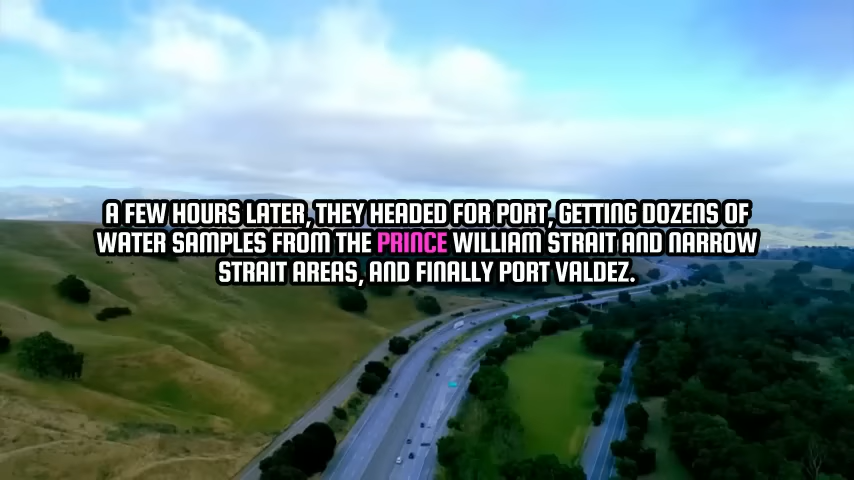 A FEW HOURS LATER, THEY HEADED FOR PORT, GETTING DOZENS OF
WATER SAMPLES FROM THE PRINCE WILLIAM STRAIT AND NARROW
STRAIT AREAS, AND FINALLY PORT VALDEZ.